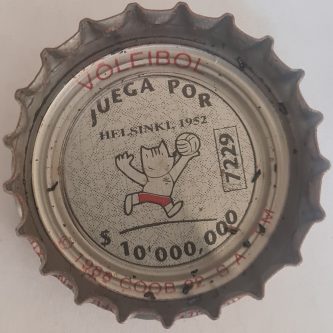 VOLEIBOL
JUEGA POR
HELSINKI, 1952
7229
$ 10'000,000
© 1988 COOB'92, S.A. TM